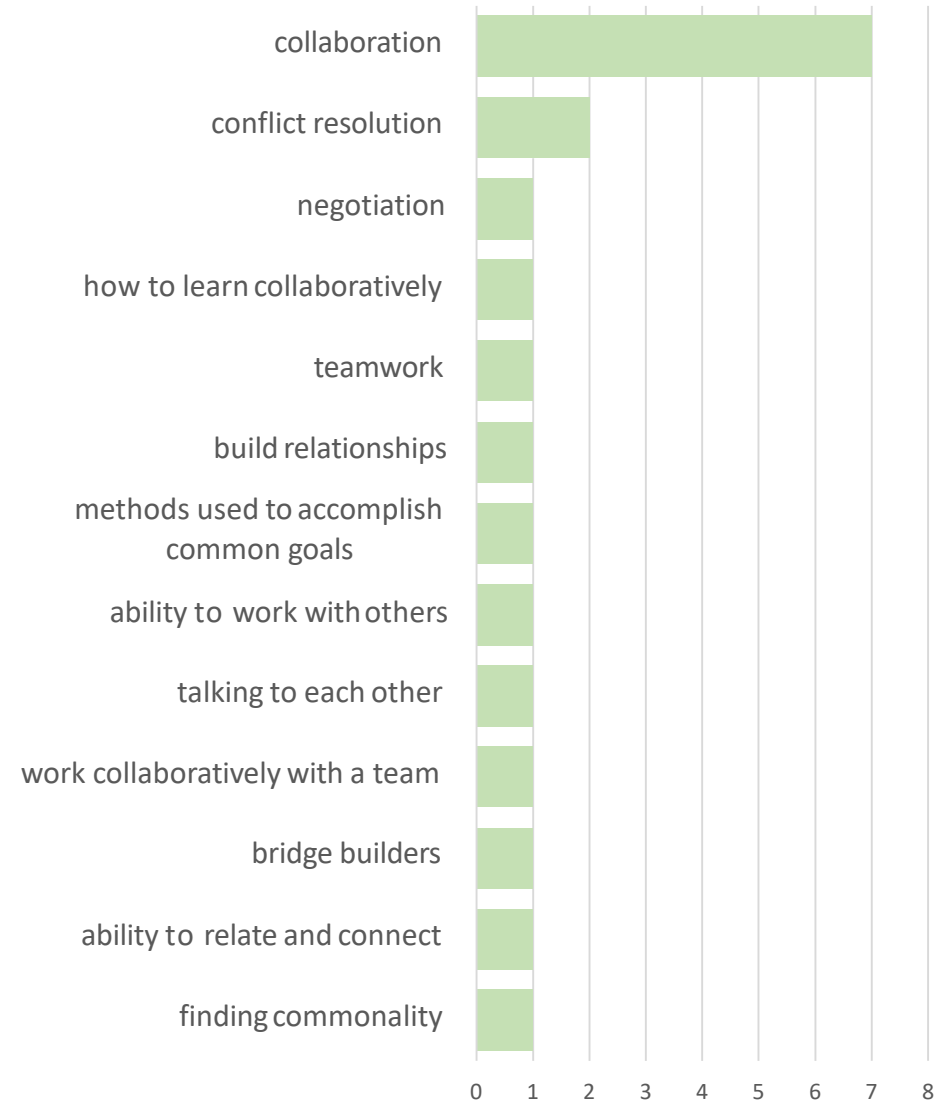 collaboration
conflict resolution
negotiation
how to learn collaboratively
teamwork
build relationships
methods used to accomplish
common goals
ability to work with others
talking to each other
work collaboratively with a team
bridge builders
ability to relate and connect
finding commonality
0 1 2 3 4 5 6 7 8